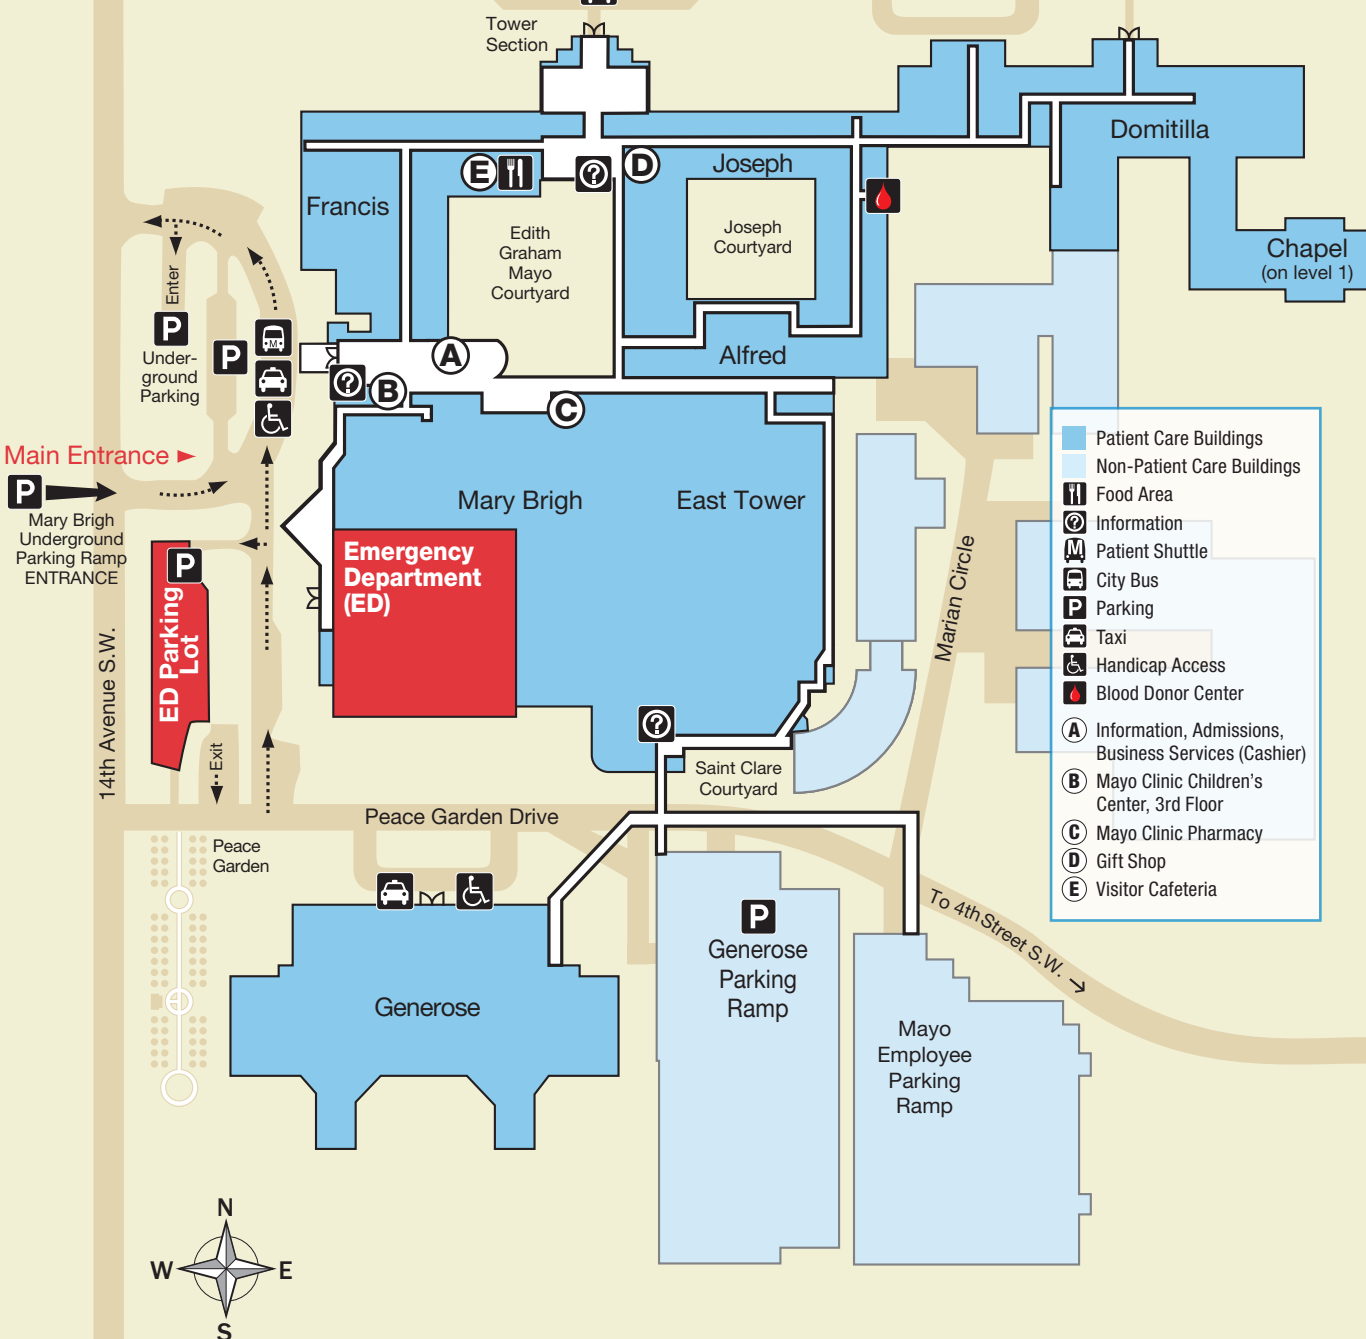 Tower
Section
Domitilla
Joseph
E
?
D
Francis
Edith
Graham
Mayo
Courtyard
Joseph
Courtyard
Chapel
(on level 1)
Enter
P
Under-
ground
Parking
P
M
A
Alfred
?
B
C
Main Entrance
P
Mary Brigh
Underground
Parking Ramp
ENTRANCE
Mary Brigh
East Tower
Emergency
Department
(ED)
P
ED Parking
Lot
14th Avenue S.W.
Marian Circle
Exit
?
Saint Clare
Courtyard
Peace Garden Drive
Peace
Garden
To 4th Street S.W.
Generose
P
Generose
Parking
Ramp
Mayo
Employee
Parking
Ramp
Patient Care Buildings
Non-Patient Care Buildings
Food Area
? Information
M Patient Shuttle
City Bus
P Parking
Taxi
Handicap Access
Blood Donor Center
A Information, Admissions,
Business Services (Cashier)
B Mayo Clinic Children's
Center, 3rd Floor
C Mayo Clinic Pharmacy
D Gift Shop
E Visitor Cafeteria
N
W E
S